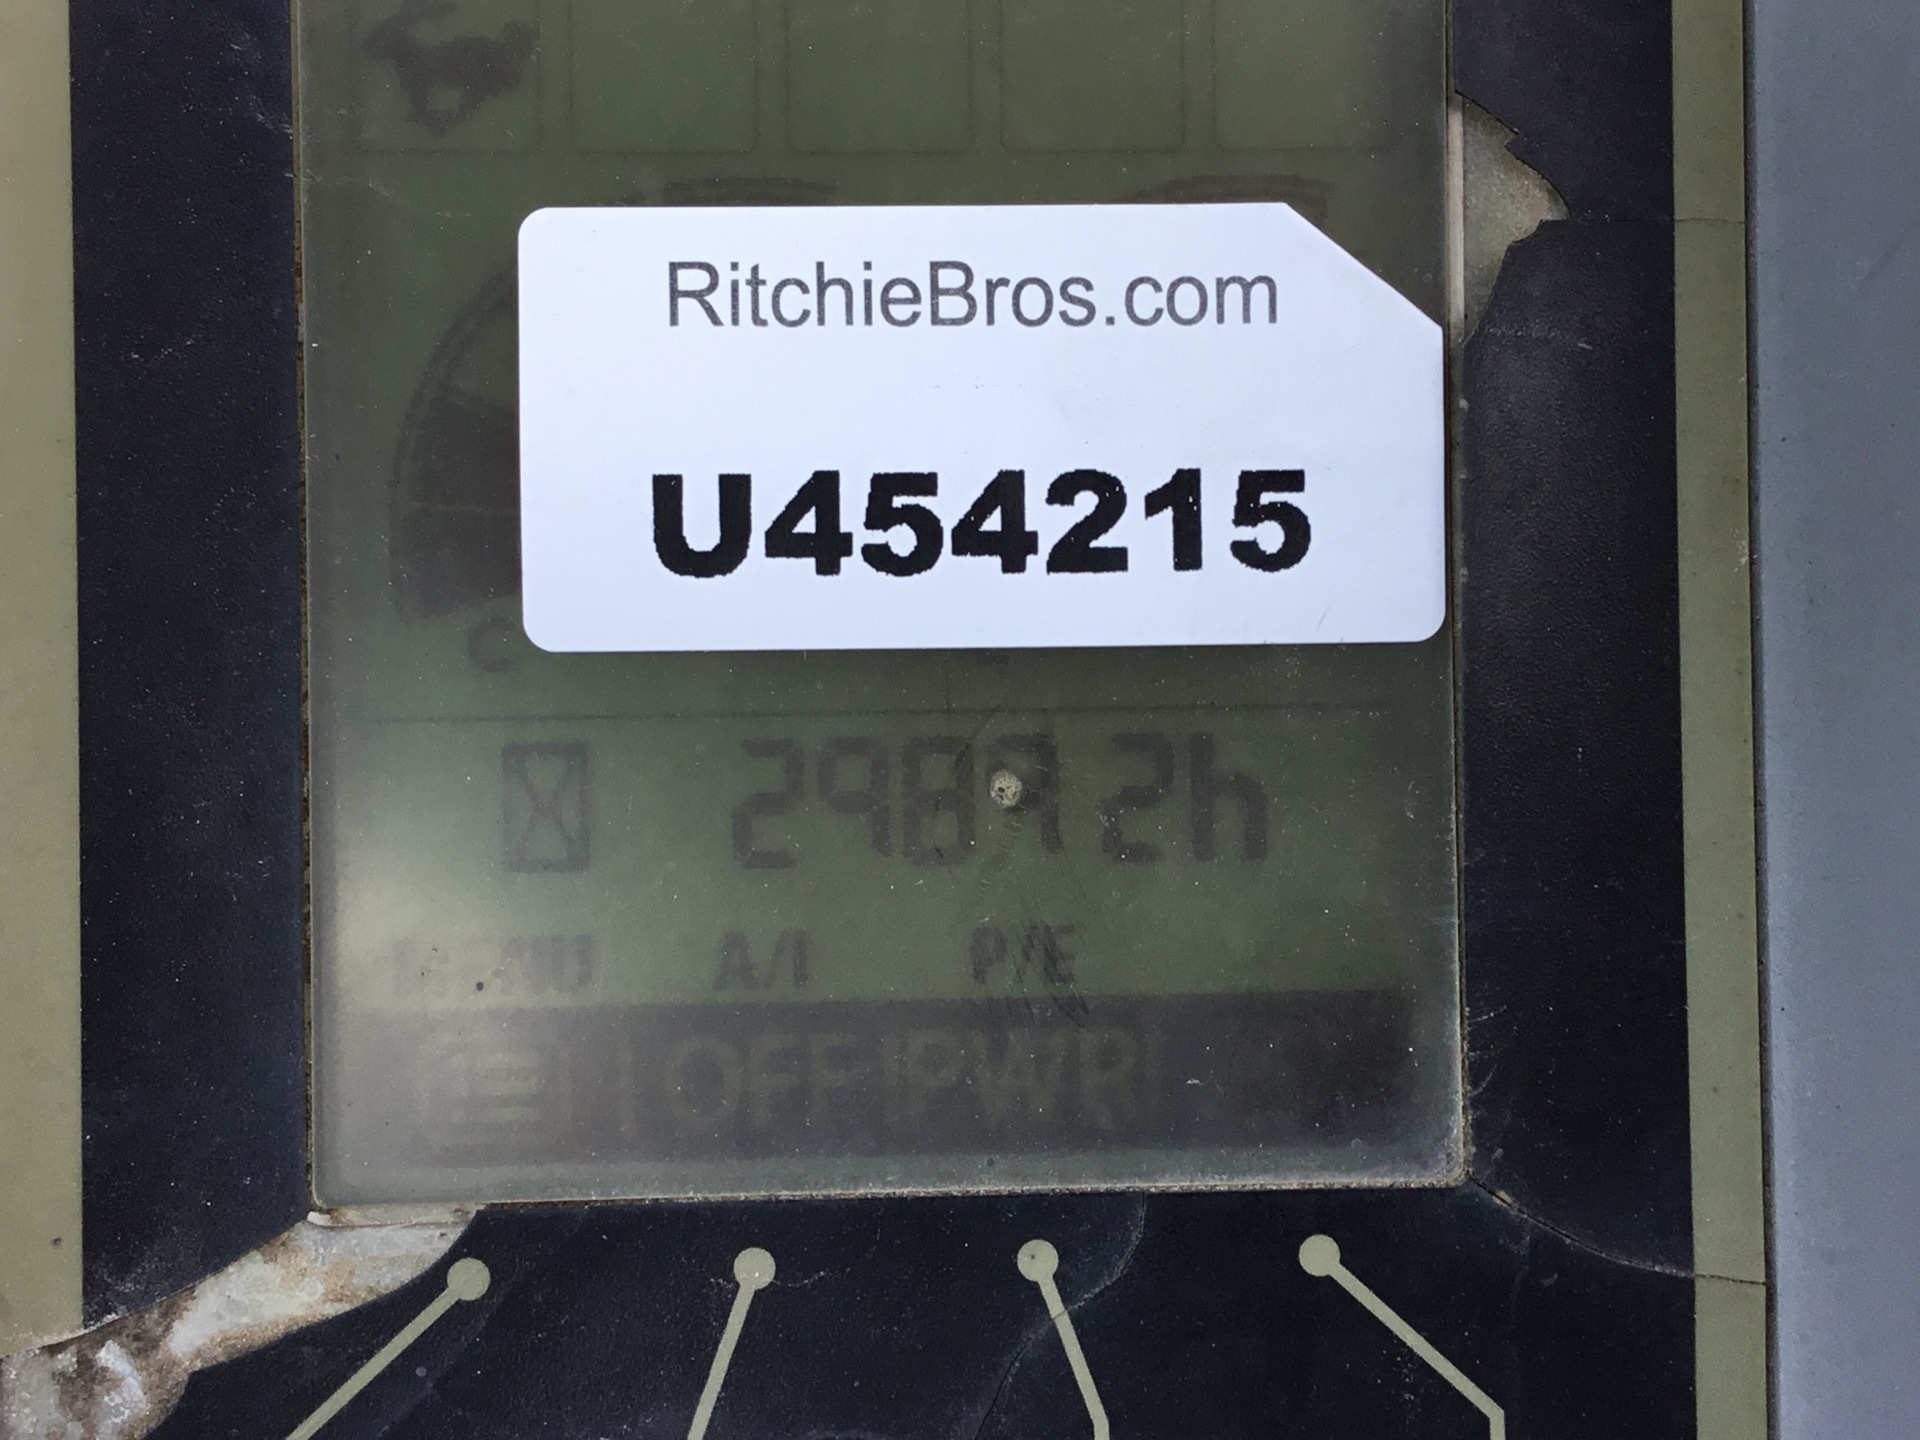 RitchieBros.com
U454215
C
2989 2h
A/I
P/E
OFF PWR